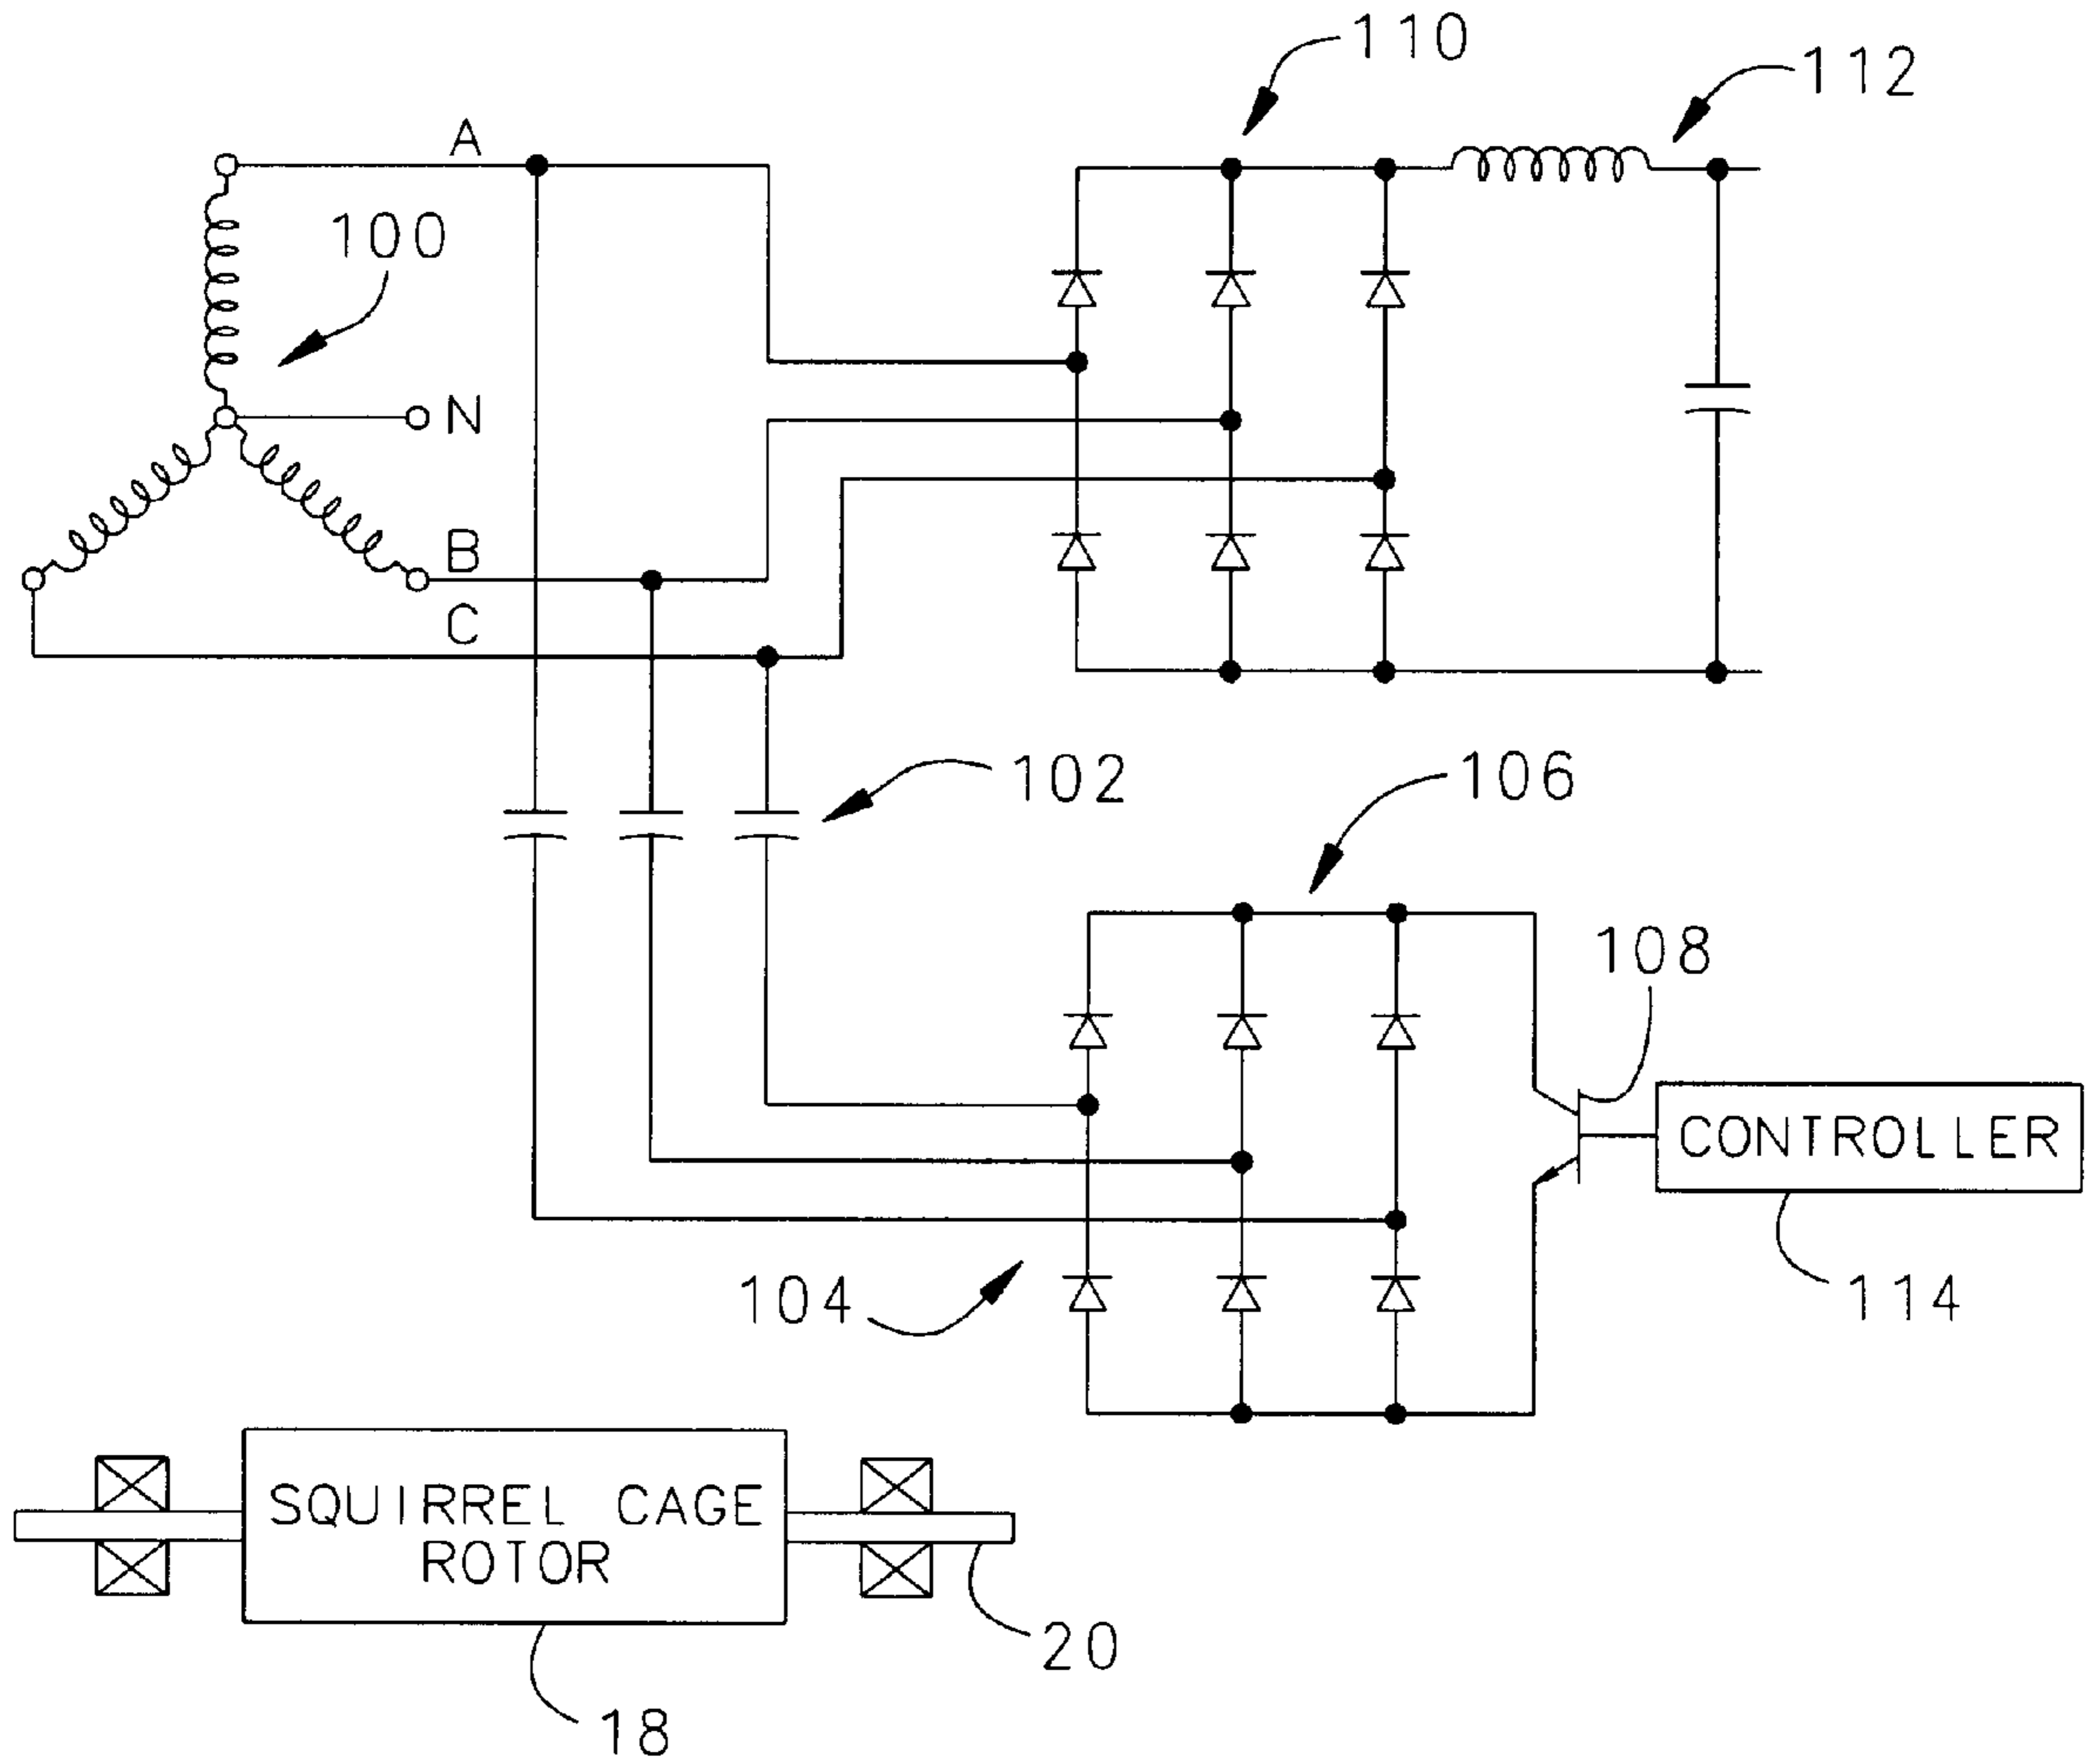 110
112
A
100
N
B
C
102
106
108
CONTROLLER
104
114
SQUIRREL CAGE
ROTOR
20
18